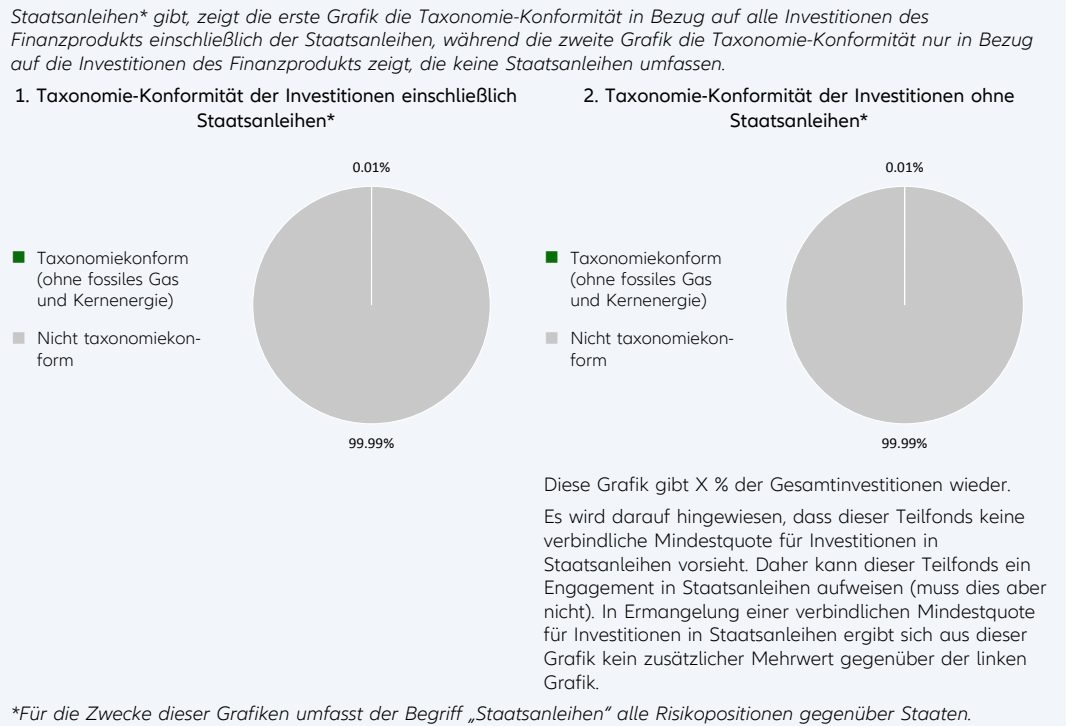 Staatsanleihen* gibt, zeigt die erste Grafik die Taxonomie-Konformität in Bezug auf alle Investitionen des
Finanzprodukts einschließlich der Staatsanleihen, während die zweite Grafik die Taxonomie-Konformität nur in Bezug
auf die Investitionen des Finanzprodukts zeigt, die keine Staatsanleihen umfassen.
1. Taxonomie-Konformität der Investitionen einschließlich
Staatsanleihen*
0.01%
Taxonomiekonform
(ohne fossiles Gas
und Kernenergie)
Nicht taxonomiekon-
form
99.99%
2. Taxonomie-Konformität der Investitionen ohne
Staatsanleihen*
0.01%
Taxonomiekonform
(ohne fossiles Gas
und Kernenergie)
Nicht taxonomiekon-
form
99.99%
Diese Grafik gibt X % der Gesamtinvestitionen wieder.
Es wird darauf hingewiesen, dass dieser Teilfonds keine
verbindliche Mindestquote für Investitionen in
Staatsanleihen vorsieht. Daher kann dieser Teilfonds ein
Engagement in Staatsanleihen aufweisen (muss dies aber
nicht). In Ermangelung einer verbindlichen Mindestquote
für Investitionen in Staatsanleihen ergibt sich aus dieser
Grafik kein zusätzlicher Mehrwert gegenüber der linken
Grafik.
*Für die Zwecke dieser Grafiken umfasst der Begriff „Staatsanleihen“ alle Risikopositionen gegenüber Staaten.